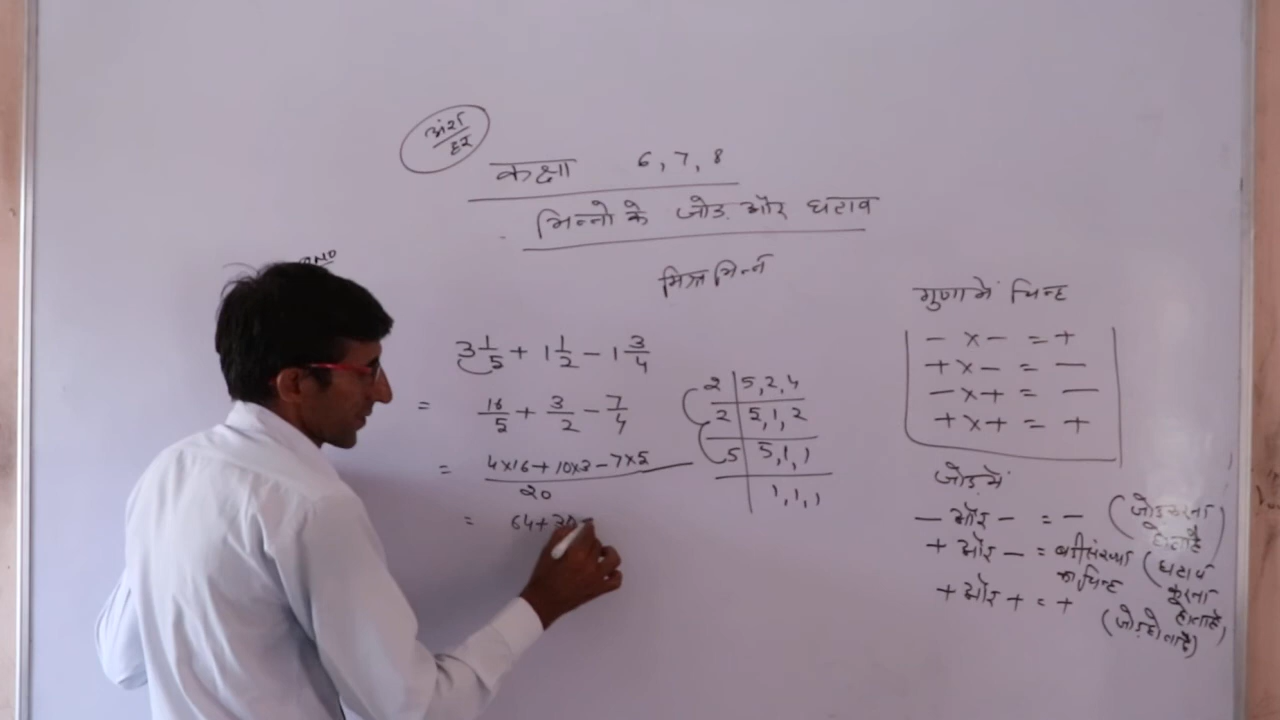 अंश
हर
कक्षा 6, 7, 8
भिन्नो के जोड़ और घटाव
मिश्र भिन्न
3 1/5 + 1 1/2 - 1 3/4
= 16/5 + 3/2 - 7/4
= 4×16+10×3-7×5 / 20
= 64+30-
2 | 5, 2, 4
2 | 5, 1, 2
5 | 5, 1, 1
1, 1, 1
गुणा में चिन्ह
- × - = +
+ × - = -
- × + = -
+ × + = +
जोड़ में
- और - = - (जोड़ करना होता है)
+ और - = बड़ी संख्या का चिन्ह (घटाव करना होता है)
+ और + = + (जोड़ होता है)